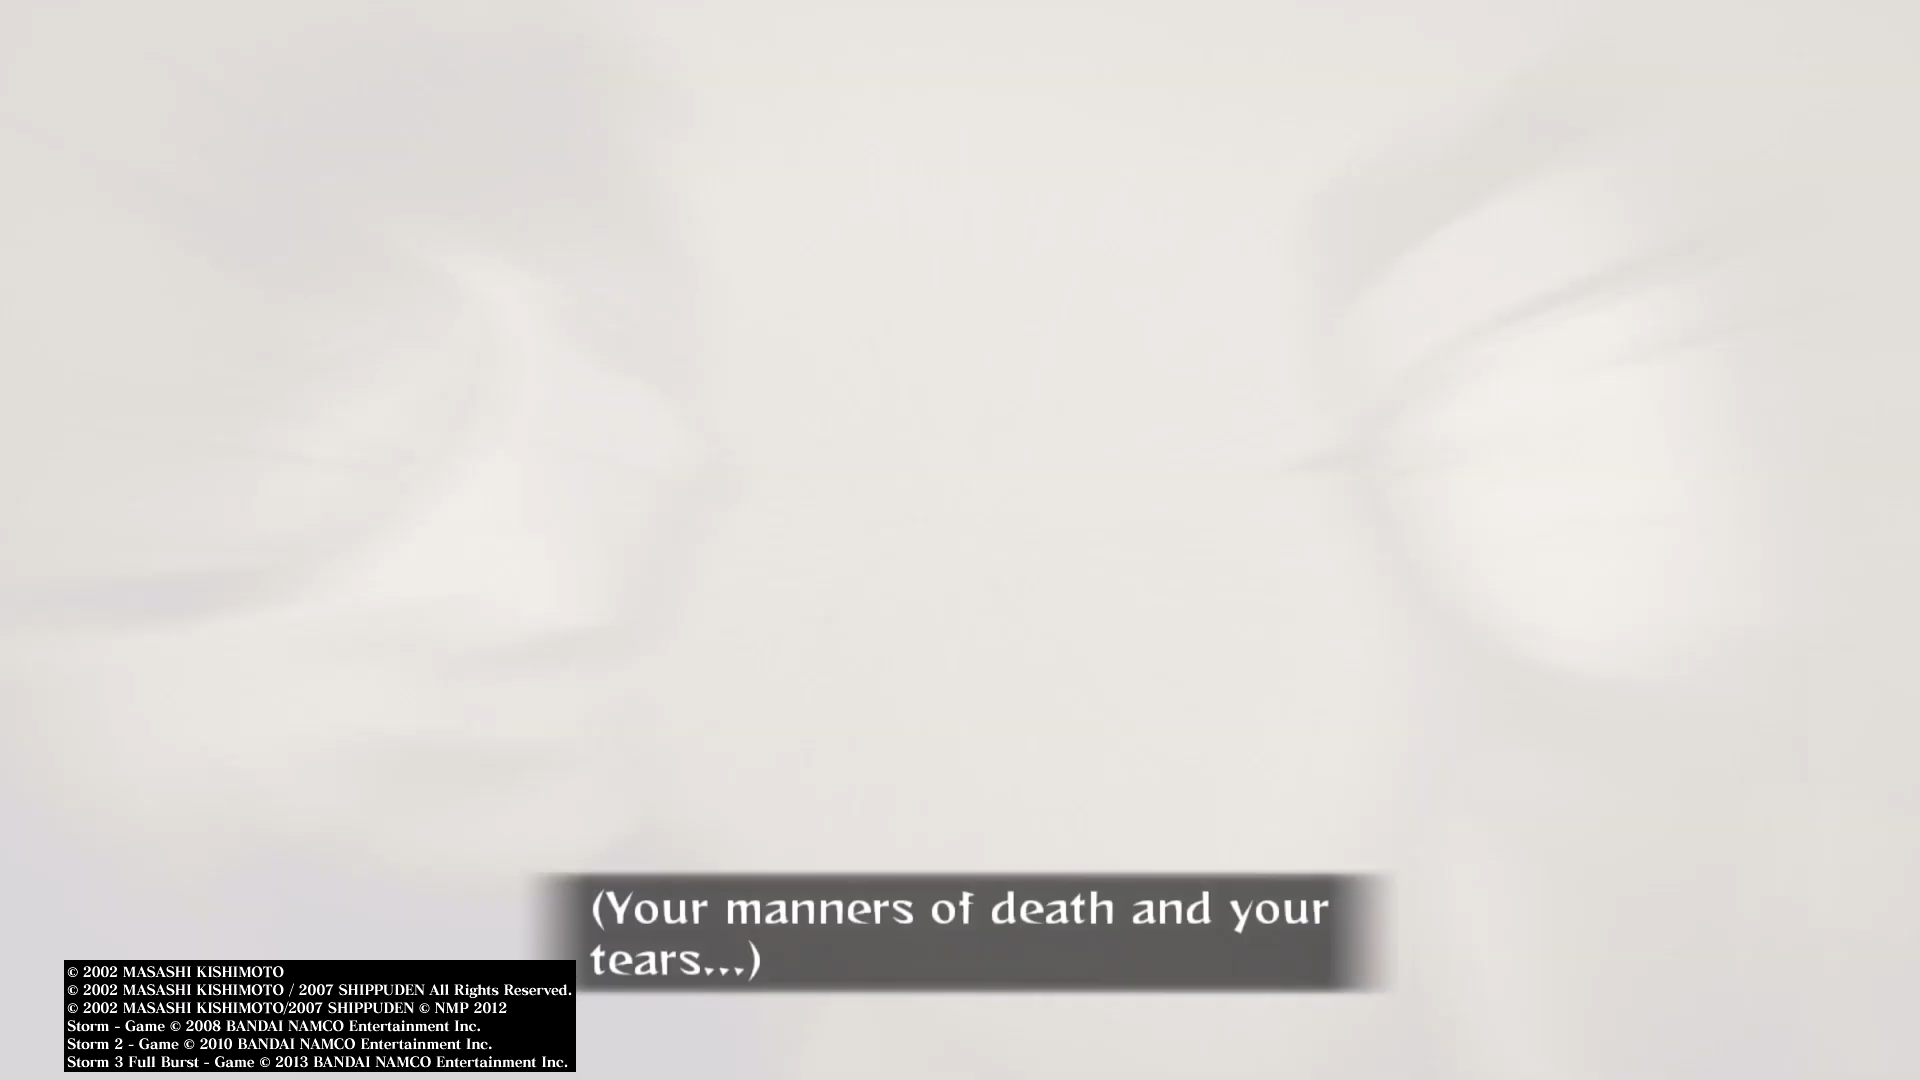 (Your manners of death and your
tears...)
© 2002 MASASHI KISHIMOTO
© 2002 MASASHI KISHIMOTO / 2007 SHIPPUDEN All Rights Reserved.
© 2002 MASASHI KISHIMOTO/2007 SHIPPUDEN © NMP 2012
Storm - Game © 2008 BANDAI NAMCO Entertainment Inc.
Storm 2 - Game © 2010 BANDAI NAMCO Entertainment Inc.
Storm 3 Full Burst - Game © 2013 BANDAI NAMCO Entertainment Inc.